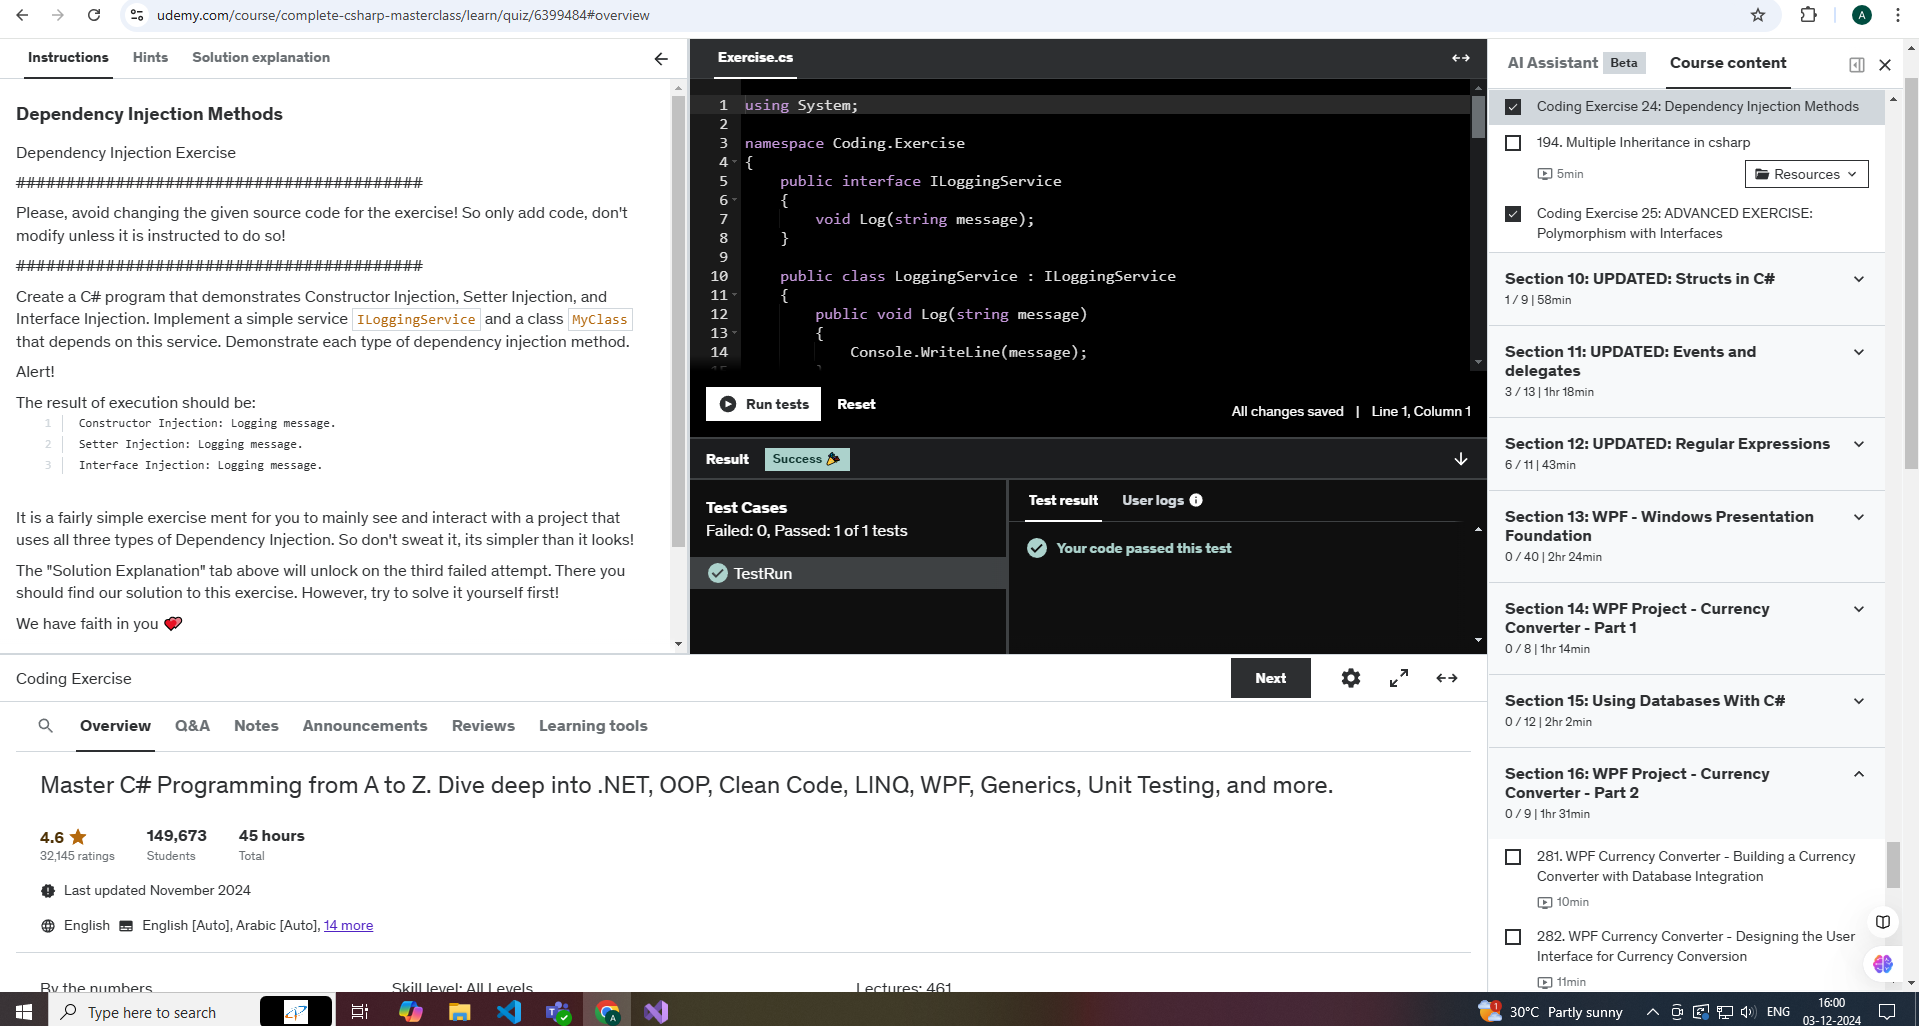 udemy.com/course/complete-csharp-masterclass/learn/quiz/6399484#overview
A
Instructions
Hints
Solution explanation
Dependency Injection Methods
Dependency Injection Exercise
#########################################
Please, avoid changing the given source code for the exercise! So only add code, don't
modify unless it is instructed to do so!
#########################################
Create a C# program that demonstrates Constructor Injection, Setter Injection, and
Interface Injection. Implement a simple service ILoggingService and a class MyClass
that depends on this service. Demonstrate each type of dependency injection method.
Alert!
The result of execution should be:
1 Constructor Injection: Logging message.
2 Setter Injection: Logging message.
3 Interface Injection: Logging message.
It is a fairly simple exercise ment for you to mainly see and interact with a project that
uses all three types of Dependency Injection. So don't sweat it, its simpler than it looks!
The "Solution Explanation" tab above will unlock on the third failed attempt. There you
should find our solution to this exercise. However, try to solve it yourself first!
We have faith in you
Exercise.cs
1 using System;
2
3 namespace Coding.Exercise
4 {
5 public interface ILoggingService
6 {
7 void Log(string message);
8 }
9
10 public class LoggingService : ILoggingService
11 {
12 public void Log(string message)
13 {
14 Console.WriteLine(message);
15 }
Run tests
Reset
All changes saved | Line 1, Column 1
Result
Success
Test Cases
Failed: 0, Passed: 1 of 1 tests
TestRun
Test result
User logs
Your code passed this test
Coding Exercise
Next
Overview
Q&A
Notes
Announcements
Reviews
Learning tools
Master C# Programming from A to Z. Dive deep into .NET, OOP, Clean Code, LINQ, WPF, Generics, Unit Testing, and more.
4.6
32,145 ratings
149,673
Students
45 hours
Total
Last updated November 2024
English
English [Auto], Arabic [Auto], 14 more
By the numbers
Skill level: All Levels
Lectures: 461
AI Assistant Beta
Course content
Coding Exercise 24: Dependency Injection Methods
194. Multiple Inheritance in csharp
5min
Resources
Coding Exercise 25: ADVANCED EXERCISE:
Polymorphism with Interfaces
Section 10: UPDATED: Structs in C#
1 / 9 | 58min
Section 11: UPDATED: Events and
delegates
3 / 13 | 1hr 18min
Section 12: UPDATED: Regular Expressions
6 / 11 | 43min
Section 13: WPF - Windows Presentation
Foundation
0 / 40 | 2hr 24min
Section 14: WPF Project - Currency
Converter - Part 1
0 / 8 | 1hr 14min
Section 15: Using Databases With C#
0 / 12 | 2hr 2min
Section 16: WPF Project - Currency
Converter - Part 2
0 / 9 | 1hr 31min
281. WPF Currency Converter - Building a Currency
Converter with Database Integration
10min
282. WPF Currency Converter - Designing the User
Interface for Currency Conversion
11min
Type here to search
A
1
30°C Partly sunny
ENG
16:00
03-12-2024